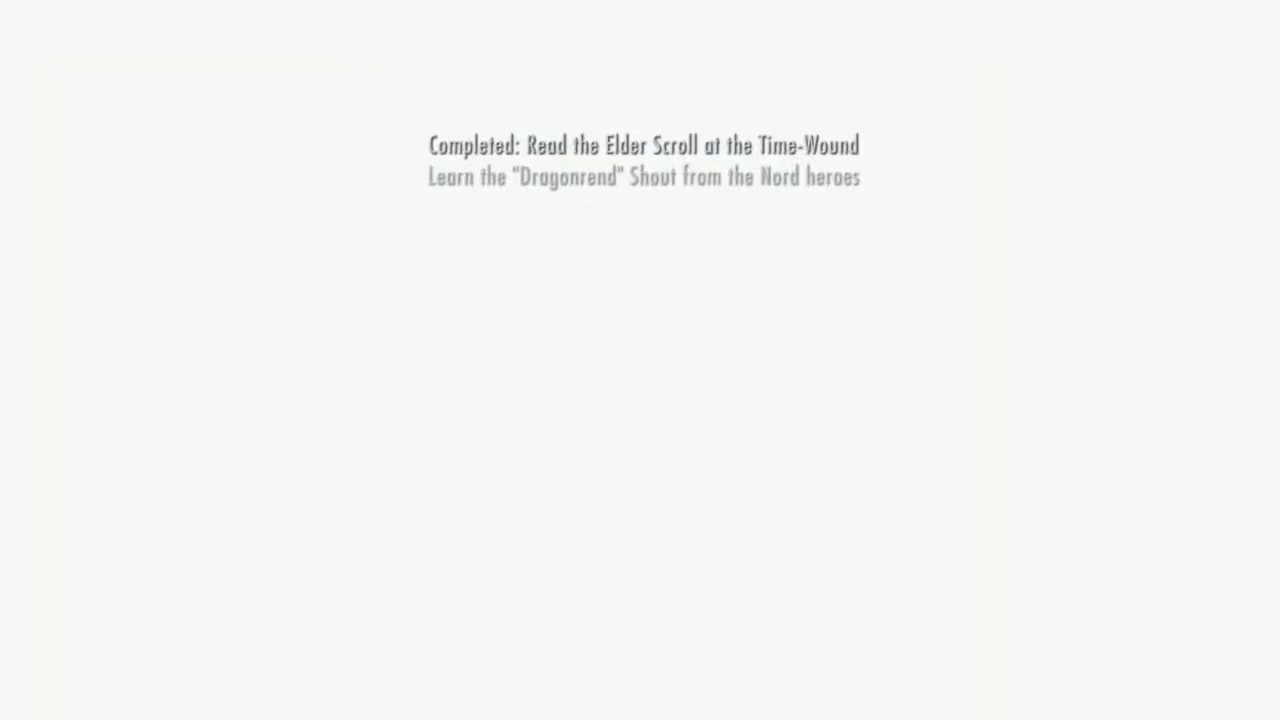 Completed: Read the Elder Scroll at the Time-Wound
Learn the "Dragonrend" Shout from the Nord heroes